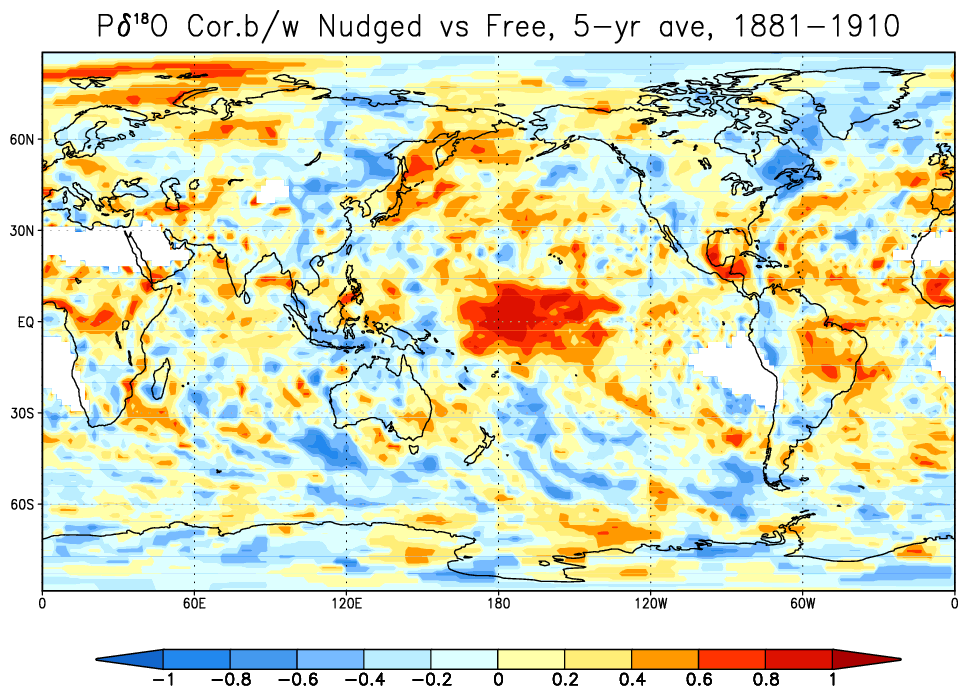 Pδ¹⁸O Cor.b/w Nudged vs Free, 5−yr ave, 1881−1910
60N
30N
EQ
30S
60S
0 60E 120E 180 120W 60W 0
−1 −0.8 −0.6 −0.4 −0.2 0 0.2 0.4 0.6 0.8 1